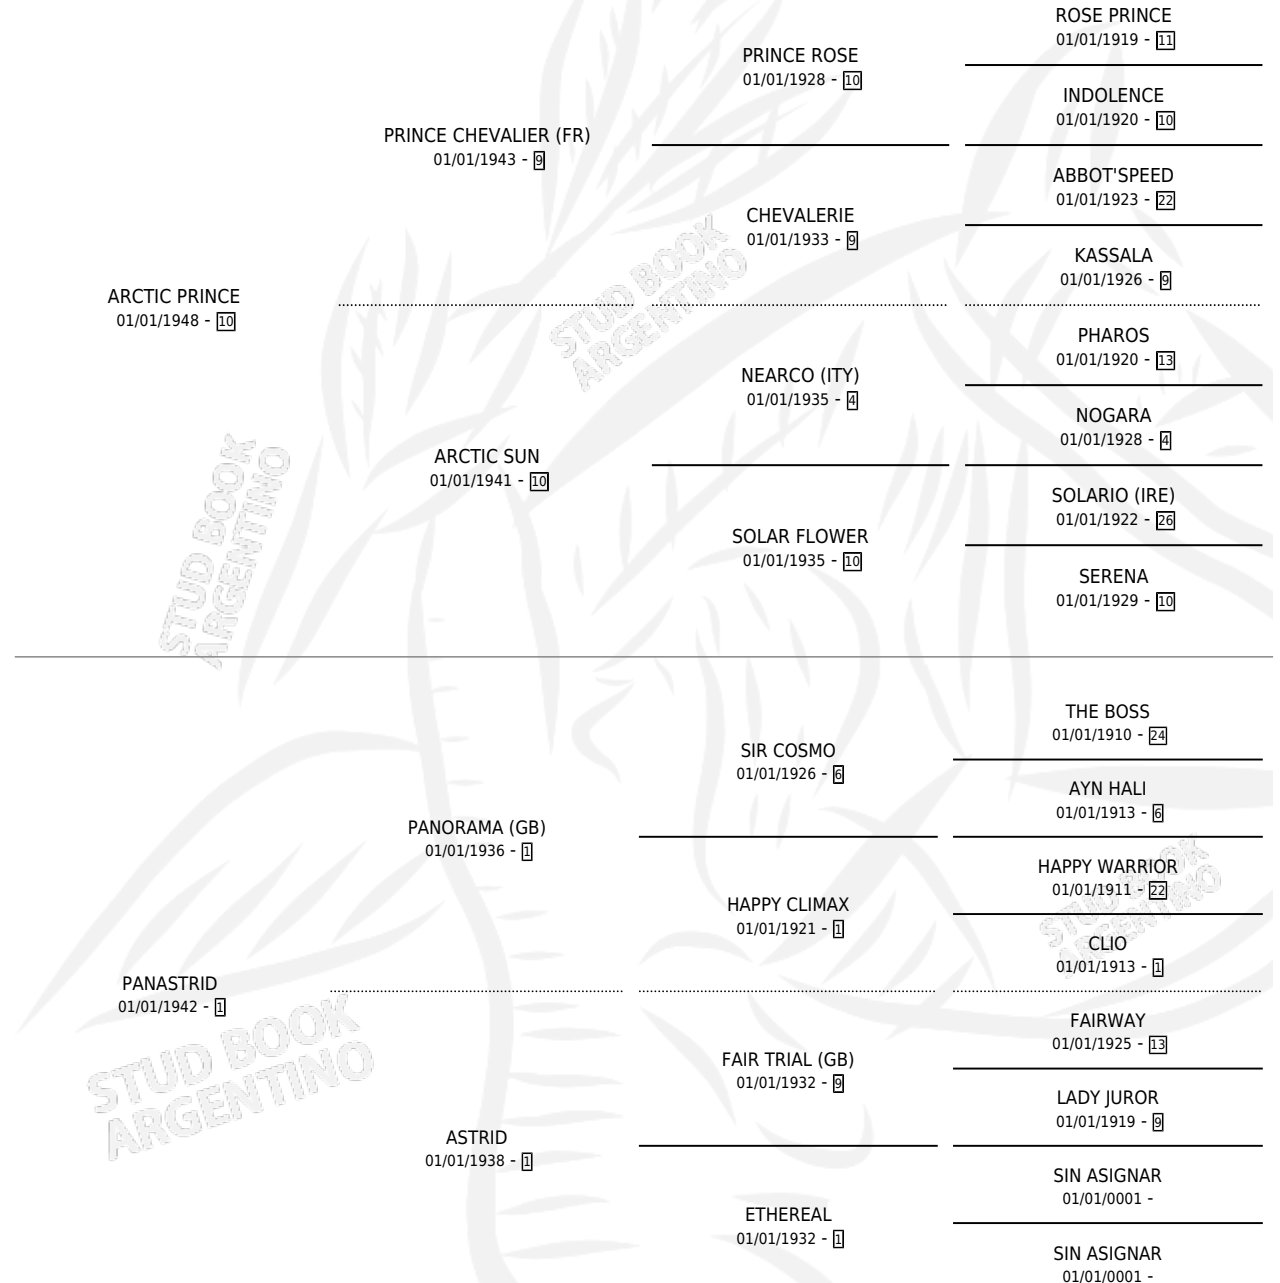 ROSE PRINCE
01/01/1919 - 11
PRINCE ROSE
01/01/1928 - 10
INDOLENCE
01/01/1920 - 10
PRINCE CHEVALIER (FR)
01/01/1943 - 9
ABBOT'SPEED
01/01/1923 - 22
CHEVALERIE
01/01/1933 - 9
KASSALA
01/01/1926 - 9
ARCTIC PRINCE
01/01/1948 - 10
STUD BOOK
ARGENTINO
PHAROS
01/01/1920 - 13
NEARCO (ITY)
01/01/1935 - 4
NOGARA
01/01/1928 - 4
ARCTIC SUN
01/01/1941 - 10
SOLARIO (IRE)
01/01/1922 - 26
SOLAR FLOWER
01/01/1935 - 10
SERENA
01/01/1929 - 10
STUD BOOK
ARGENTINO
THE BOSS
01/01/1910 - 24
SIR COSMO
01/01/1926 - 6
AYN HALI
01/01/1913 - 6
PANORAMA (GB)
01/01/1936 - 1
HAPPY WARRIOR
01/01/1911 - 22
HAPPY CLIMAX
01/01/1921 - 1
STUD BOOK
ARGENTINO
CLIO
01/01/1913 - 1
PANASTRID
01/01/1942 - 1
STUD BOOK
ARGENTINO
FAIRWAY
01/01/1925 - 13
FAIR TRIAL (GB)
01/01/1932 - 9
LADY JUROR
01/01/1919 - 9
ASTRID
01/01/1938 - 1
SIN ASIGNAR
01/01/0001 -
ETHEREAL
01/01/1932 - 1
SIN ASIGNAR
01/01/0001 -